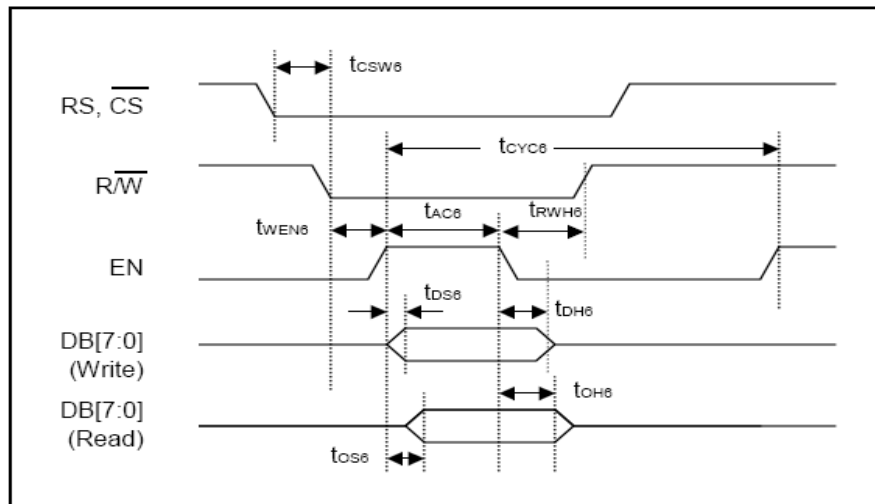 tCSW6
RS, CS
tCYC6
R/W
tWEN6
tAC6
tRWH6
EN
tDS6
tDH6
DB[7:0]
(Write)
tOH6
DB[7:0]
(Read)
tOS6